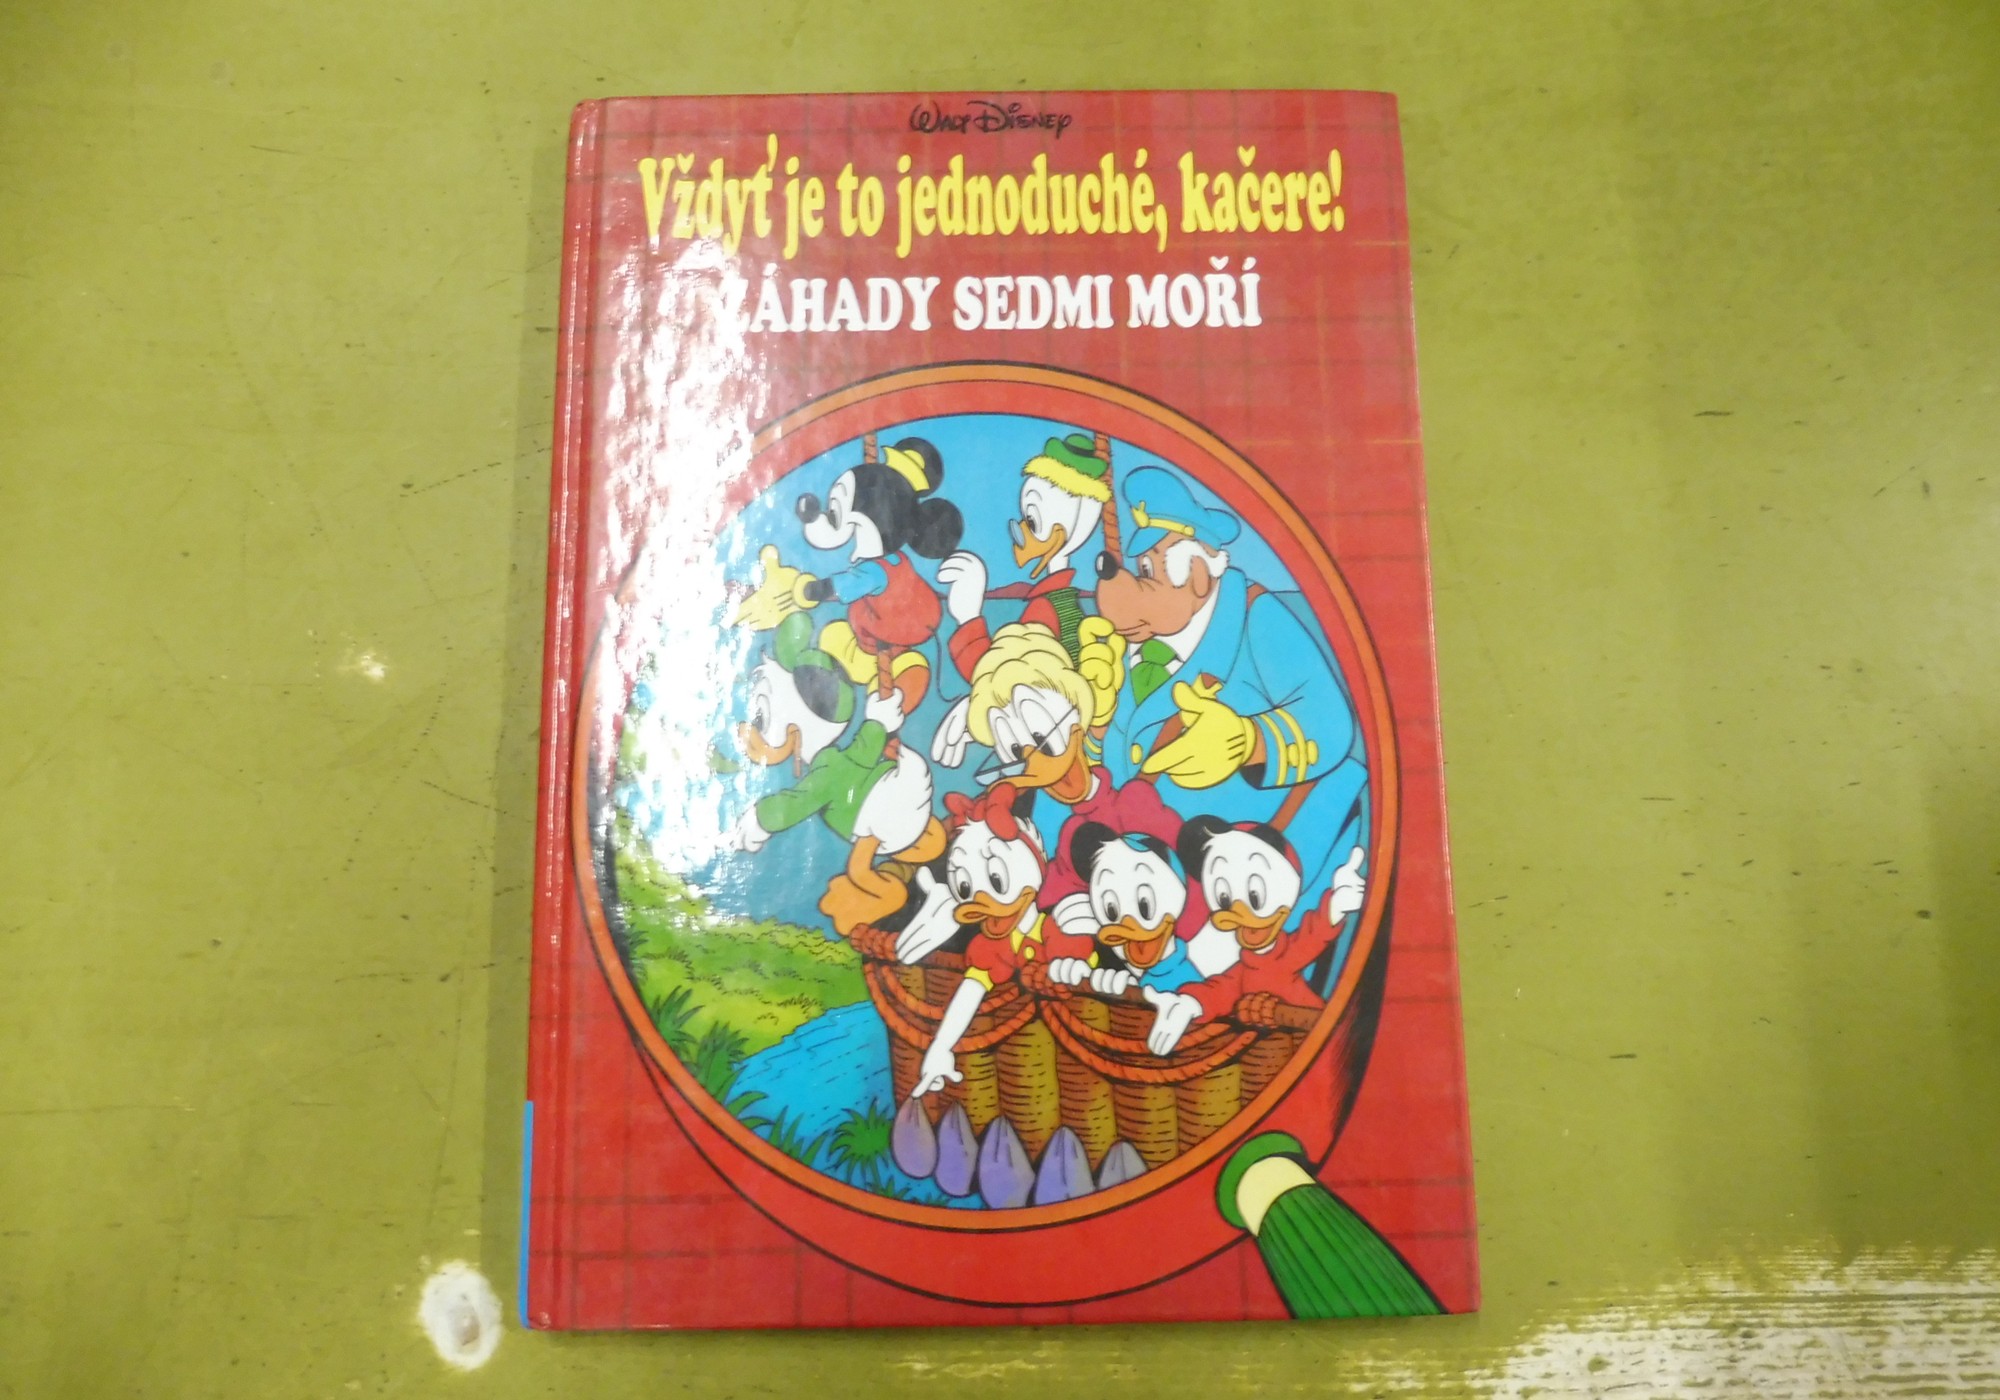 Walt Disney
Vždyť je to jednoduché, kačere!
ZÁHADY SEDMI MOŘÍ